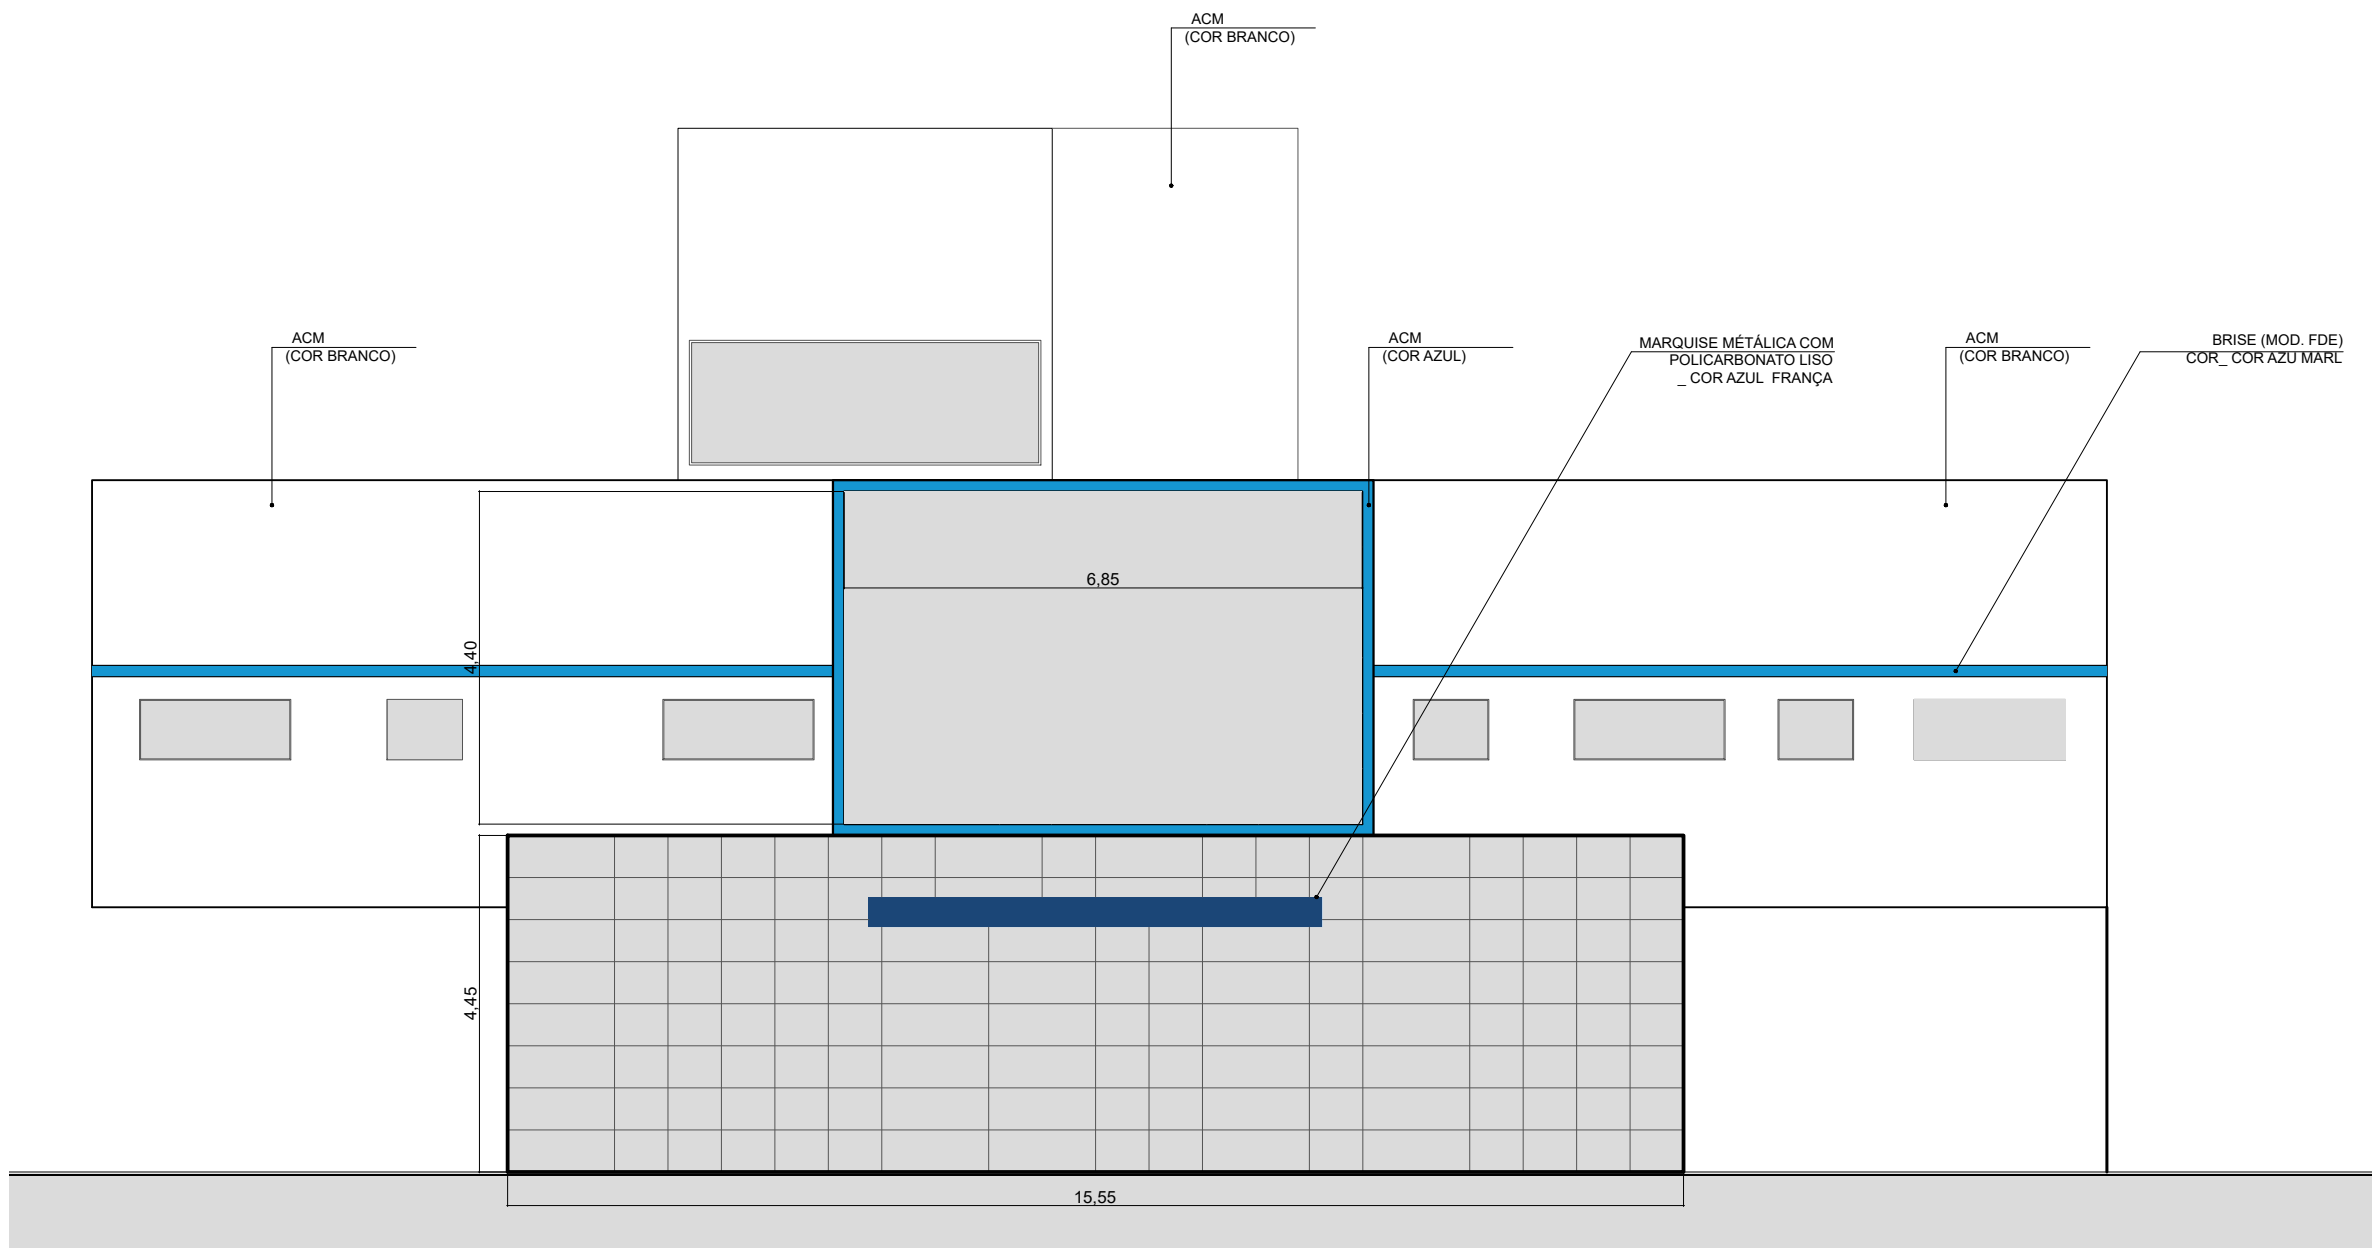 ACM
(COR BRANCO)
ACM
(COR BRANCO)
ACM
(COR AZUL)
MARQUISE MÉTÁLICA COM
POLICARBONATO LISO
_ COR AZUL FRANÇA
ACM
(COR BRANCO)
BRISE (MOD. FDE)
COR_ COR AZU MARL
6,85
4,40
4,45
15,55